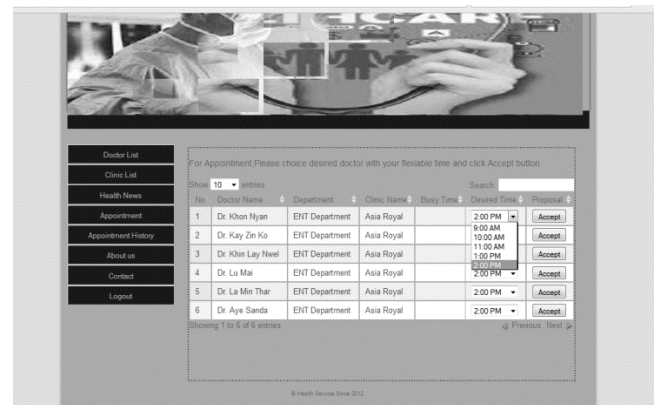 HCARE
Doctor List
Clinic List
Health News
Appointment
Appointment History
About us
Contact
Logout
For Appointment,Please choice desired doctor with your flexiable time and click Accept button
Show 10 entries Search:
No Doctor Name Department Clinic Name Busy Time Desired Time Proposal
1 Dr. Khon Nyan ENT Department Asia Royal 2:00 PM Accept
9:00 AM
10:00 AM
11:00 AM
1:00 PM
2:00 PM
2 Dr. Kay Zin Ko ENT Department Asia Royal Accept
3 Dr. Khin Lay Nwel ENT Department Asia Royal Accept
4 Dr. Lu Mai ENT Department Asia Royal 2:00 PM Accept
5 Dr. La Min Thar ENT Department Asia Royal 2:00 PM Accept
6 Dr. Aye Sanda ENT Department Asia Royal 2:00 PM Accept
Showing 1 to 6 of 6 entries Previous Next
© Health Service Since 2012